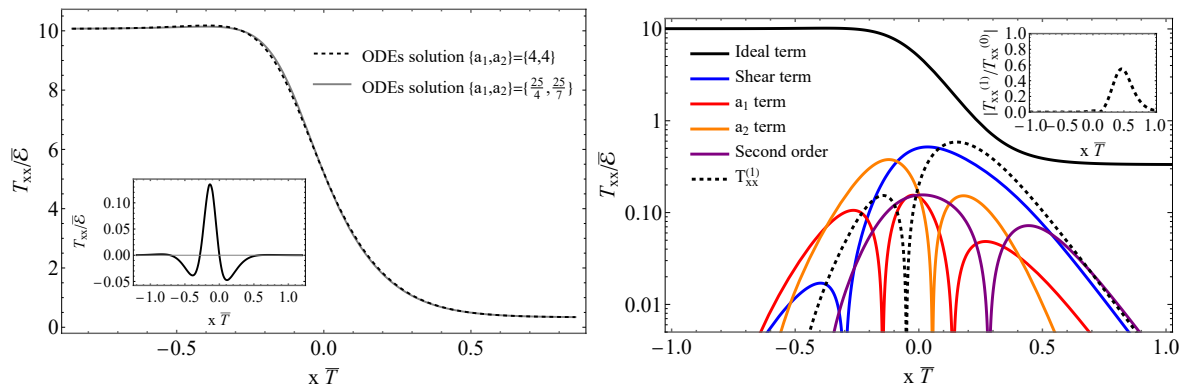 10
8
6
4
2
0
T_xx/ℰ̅
−0.5
0.0
0.5
x T̅
ODEs solution {a₁,a₂}={4,4}
ODEs solution {a₁,a₂}={25/4,25/7}
0.10
0.05
0.00
−0.05
T_xx/ℰ̅
−1.0
−0.5
0.0
0.5
1.0
x T̅
10
1
0.10
0.01
T_xx/ℰ̅
−1.0
−0.5
0.0
0.5
1.0
x T̅
Ideal term
Shear term
a₁ term
a₂ term
Second order
T_xx^(1)
1.0
0.8
0.6
0.4
0.2
0.0
|T_xx^(1)/T_xx^(0)|
−1.0
−0.5
0.0
0.5
1.0
x T̅